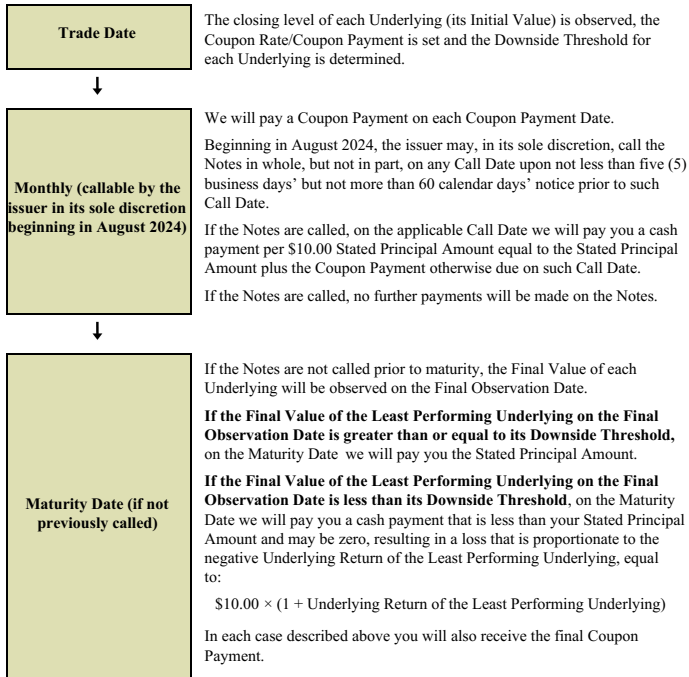 Trade Date
The closing level of each Underlying (its Initial Value) is observed, the
Coupon Rate/Coupon Payment is set and the Downside Threshold for
each Underlying is determined.
Monthly (callable by the
issuer in its sole discretion
beginning in August 2024)
We will pay a Coupon Payment on each Coupon Payment Date.
Beginning in August 2024, the issuer may, in its sole discretion, call the
Notes in whole, but not in part, on any Call Date upon not less than five (5)
business days’ but not more than 60 calendar days’ notice prior to such
Call Date.
If the Notes are called, on the applicable Call Date we will pay you a cash
payment per $10.00 Stated Principal Amount equal to the Stated Principal
Amount plus the Coupon Payment otherwise due on such Call Date.
If the Notes are called, no further payments will be made on the Notes.
Maturity Date (if not
previously called)
If the Notes are not called prior to maturity, the Final Value of each
Underlying will be observed on the Final Observation Date.
If the Final Value of the Least Performing Underlying on the Final
Observation Date is greater than or equal to its Downside Threshold,
on the Maturity Date we will pay you the Stated Principal Amount.
If the Final Value of the Least Performing Underlying on the Final
Observation Date is less than its Downside Threshold, on the Maturity
Date we will pay you a cash payment that is less than your Stated Principal
Amount and may be zero, resulting in a loss that is proportionate to the
negative Underlying Return of the Least Performing Underlying, equal
to:
$10.00 × (1 + Underlying Return of the Least Performing Underlying)
In each case described above you will also receive the final Coupon
Payment.